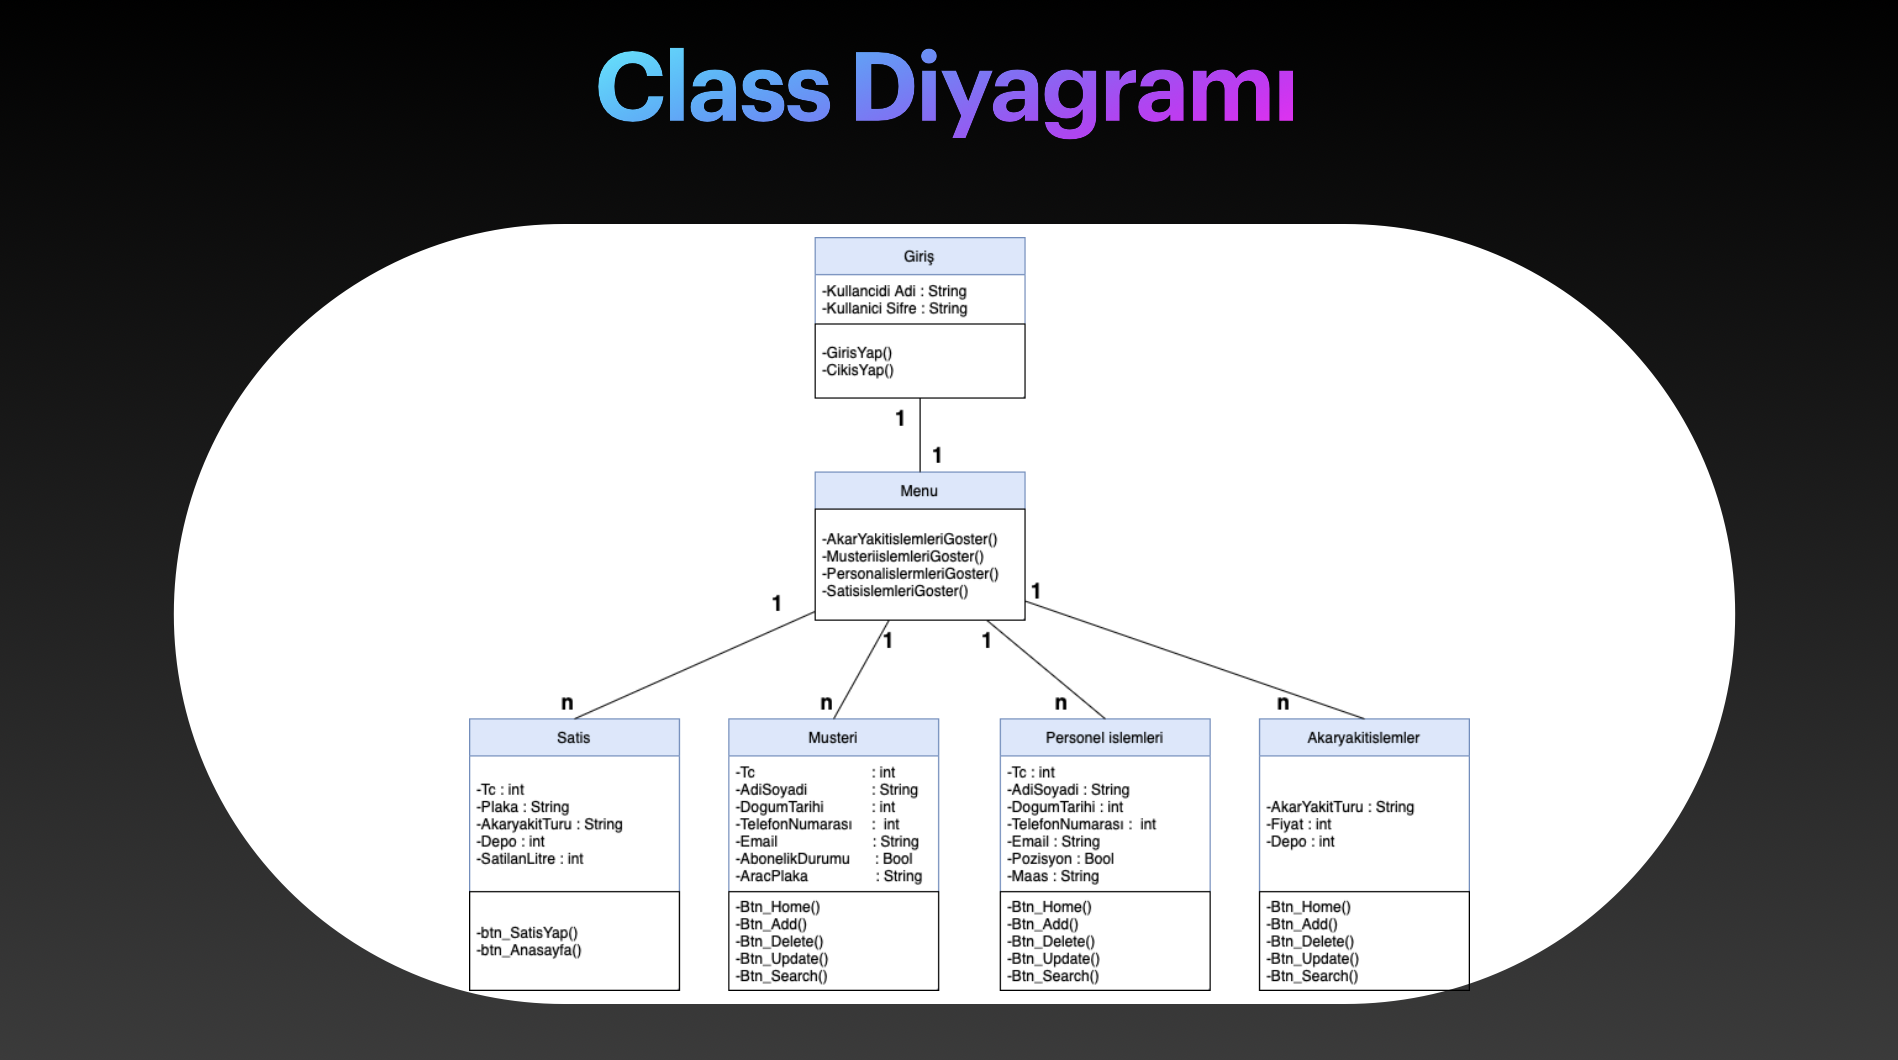 Class Diyagramı
Giriş
-Kullancidi Adi : String
-Kullanici Sifre : String
-GirisYap()
-CikisYap()
1
1
Menu
-AkarYakitislemleriGoster()
-MusteriislemleriGoster()
-PersonalislermleriGoster()
-SatisislemleriGoster()
1
1
1
1
n
n
n
n
Satis
-Tc : int
-Plaka : String
-AkaryakitTuru : String
-Depo : int
-SatilanLitre : int
-btn_SatisYap()
-btn_Anasayfa()
Musteri
-Tc : int
-AdiSoyadi : String
-DogumTarihi : int
-TelefonNumarası : int
-Email : String
-AbonelikDurumu : Bool
-AracPlaka : String
-Btn_Home()
-Btn_Add()
-Btn_Delete()
-Btn_Update()
-Btn_Search()
Personel islemleri
-Tc : int
-AdiSoyadi : String
-DogumTarihi : int
-TelefonNumarası : int
-Email : String
-Pozisyon : Bool
-Maas : String
-Btn_Home()
-Btn_Add()
-Btn_Delete()
-Btn_Update()
-Btn_Search()
Akaryakitislemler
-AkarYakitTuru : String
-Fiyat : int
-Depo : int
-Btn_Home()
-Btn_Add()
-Btn_Delete()
-Btn_Update()
-Btn_Search()